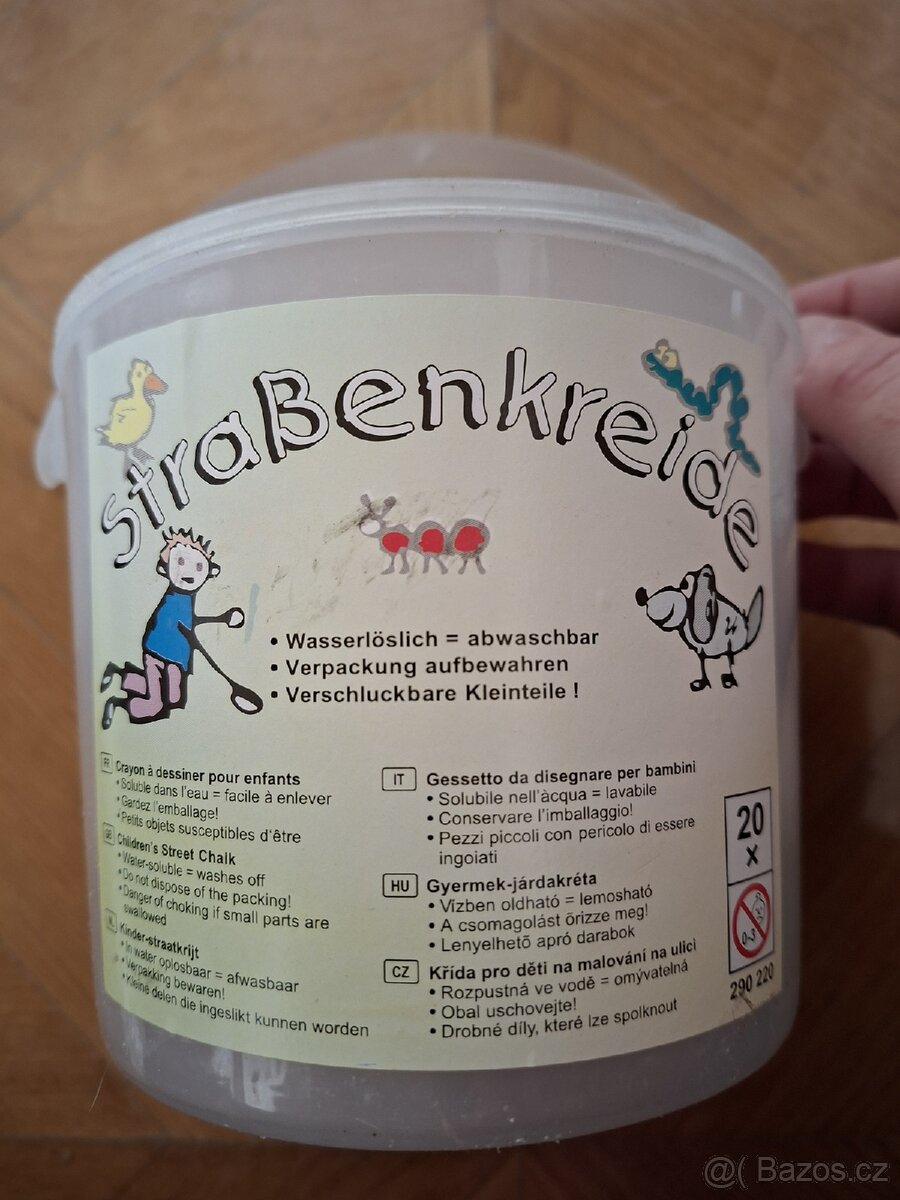 Straßenkreide
• Wasserlöslich = abwaschbar
• Verpackung aufbewahren
• Verschluckbare Kleinteile !
FR Crayon à dessiner pour enfants
• Soluble dans l'eau = facile à enlever
• Gardez l'emballage!
• Petits objets susceptibles d'être
GB Children's Street Chalk
• Water-soluble = washes off
• Do not dispose of the packing!
• Danger of choking if small parts are
swallowed
NL Kinder-straatkrijt
• In water oplosbaar = afwasbaar
• Verpakking bewaren!
• Kleine delen die ingeslikt kunnen worden
IT Gessetto da disegnare per bambini
• Solubile nell'àcqua = lavabile
• Conservare l'imballaggio!
• Pezzi piccoli con pericolo di essere
ingoiati
HU Gyermek-járdakréta
• Vízben oldható = lemosható
• A csomagolást õrizze meg!
• Lenyelhetõ apró darabok
CZ Křída pro děti na malování na ulici
• Rozpustná ve vodě = omývatelná
• Obal uschovejte!
• Drobné díly, které lze spolknout
20
x
0-3
290 220
@( Bazos.cz